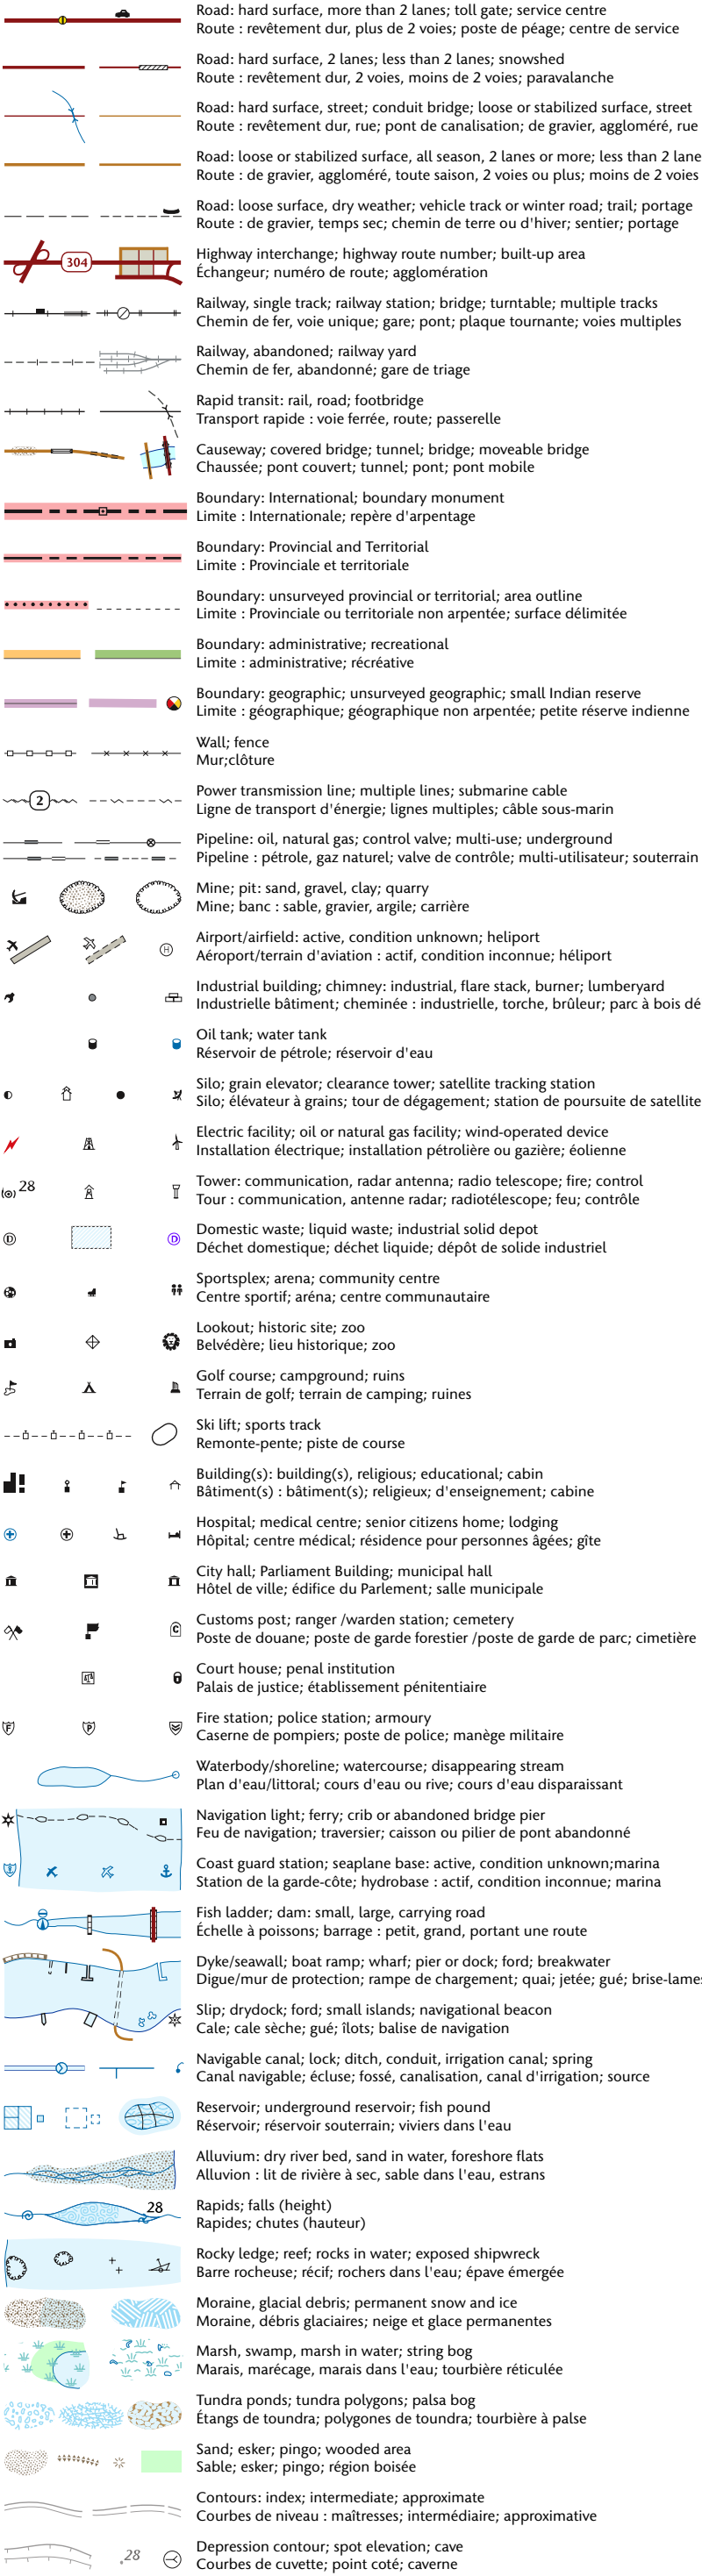 Road: hard surface, more than 2 lanes; toll gate; service centre
Route : revêtement dur, plus de 2 voies; poste de péage; centre de service
Road: hard surface, 2 lanes; less than 2 lanes; snowshed
Route : revêtement dur, 2 voies, moins de 2 voies; paravalanche
Road: hard surface, street; conduit bridge; loose or stabilized surface, street
Route : revêtement dur, rue; pont de canalisation; de gravier, aggloméré, rue
Road: loose or stabilized surface, all season, 2 lanes or more; less than 2 lane
Route : de gravier, aggloméré, toute saison, 2 voies ou plus; moins de 2 voies
Road: loose surface, dry weather; vehicle track or winter road; trail; portage
Route : de gravier, temps sec; chemin de terre ou d'hiver; sentier; portage
304
Highway interchange; highway route number; built-up area
Échangeur; numéro de route; agglomération
Railway, single track; railway station; bridge; turntable; multiple tracks
Chemin de fer, voie unique; gare; pont; plaque tournante; voies multiples
Railway, abandoned; railway yard
Chemin de fer, abandonné; gare de triage
Rapid transit: rail, road; footbridge
Transport rapide : voie ferrée, route; passerelle
Causeway; covered bridge; tunnel; bridge; moveable bridge
Chaussée; pont couvert; tunnel; pont; pont mobile
Boundary: International; boundary monument
Limite : Internationale; repère d'arpentage
Boundary: Provincial and Territorial
Limite : Provinciale et territoriale
Boundary: unsurveyed provincial or territorial; area outline
Limite : Provinciale ou territoriale non arpentée; surface délimitée
Boundary: administrative; recreational
Limite : administrative; récréative
Boundary: geographic; unsurveyed geographic; small Indian reserve
Limite : géographique; géographique non arpentée; petite réserve indienne
Wall; fence
Mur;clôture
2
Power transmission line; multiple lines; submarine cable
Ligne de transport d'énergie; lignes multiples; câble sous-marin
Pipeline: oil, natural gas; control valve; multi-use; underground
Pipeline : pétrole, gaz naturel; valve de contrôle; multi-utilisateur; souterrain
Mine; pit: sand, gravel, clay; quarry
Mine; banc : sable, gravier, argile; carrière
H
Airport/airfield: active, condition unknown; heliport
Aéroport/terrain d'aviation : actif, condition inconnue; héliport
Industrial building; chimney: industrial, flare stack, burner; lumberyard
Industrielle bâtiment; cheminée : industrielle, torche, brûleur; parc à bois dé
Oil tank; water tank
Réservoir de pétrole; réservoir d'eau
Silo; grain elevator; clearance tower; satellite tracking station
Silo; élévateur à grains; tour de dégagement; station de poursuite de satellite
Electric facility; oil or natural gas facility; wind-operated device
Installation électrique; installation pétrolière ou gazière; éolienne
28
Tower: communication, radar antenna; radio telescope; fire; control
Tour : communication, antenne radar; radiotélescope; feu; contrôle
D D
Domestic waste; liquid waste; industrial solid depot
Déchet domestique; déchet liquide; dépôt de solide industriel
Sportsplex; arena; community centre
Centre sportif; aréna; centre communautaire
Lookout; historic site; zoo
Belvédère; lieu historique; zoo
Golf course; campground; ruins
Terrain de golf; terrain de camping; ruines
Ski lift; sports track
Remonte-pente; piste de course
Building(s): building(s), religious; educational; cabin
Bâtiment(s) : bâtiment(s); religieux; d'enseignement; cabine
Hospital; medical centre; senior citizens home; lodging
Hôpital; centre médical; résidence pour personnes âgées; gîte
City hall; Parliament Building; municipal hall
Hôtel de ville; édifice du Parlement; salle municipale
C
Customs post; ranger /warden station; cemetery
Poste de douane; poste de garde forestier /poste de garde de parc; cimetière
Court house; penal institution
Palais de justice; établissement pénitentiaire
F P
Fire station; police station; armoury
Caserne de pompiers; poste de police; manège militaire
Waterbody/shoreline; watercourse; disappearing stream
Plan d'eau/littoral; cours d'eau ou rive; cours d'eau disparaissant
Navigation light; ferry; crib or abandoned bridge pier
Feu de navigation; traversier; caisson ou pilier de pont abandonné
Coast guard station; seaplane base: active, condition unknown;marina
Station de la garde-côte; hydrobase : actif, condition inconnue; marina
Fish ladder; dam: small, large, carrying road
Échelle à poissons; barrage : petit, grand, portant une route
Dyke/seawall; boat ramp; wharf; pier or dock; ford; breakwater
Digue/mur de protection; rampe de chargement; quai; jetée; gué; brise-lames
Slip; drydock; ford; small islands; navigational beacon
Cale; cale sèche; gué; îlots; balise de navigation
Navigable canal; lock; ditch, conduit, irrigation canal; spring
Canal navigable; écluse; fossé, canalisation, canal d'irrigation; source
Reservoir; underground reservoir; fish pound
Réservoir; réservoir souterrain; viviers dans l'eau
Alluvium: dry river bed, sand in water, foreshore flats
Alluvion : lit de rivière à sec, sable dans l'eau, estrans
28
Rapids; falls (height)
Rapides; chutes (hauteur)
Rocky ledge; reef; rocks in water; exposed shipwreck
Barre rocheuse; récif; rochers dans l'eau; épave émergée
Moraine, glacial debris; permanent snow and ice
Moraine, débris glaciaires; neige et glace permanentes
Marsh, swamp, marsh in water; string bog
Marais, marécage, marais dans l'eau; tourbière réticulée
Tundra ponds; tundra polygons; palsa bog
Étangs de toundra; polygones de toundra; tourbière à palse
Sand; esker; pingo; wooded area
Sable; esker; pingo; région boisée
Contours: index; intermediate; approximate
Courbes de niveau : maîtresses; intermédiaire; approximative
.28
Depression contour; spot elevation; cave
Courbes de cuvette; point coté; caverne